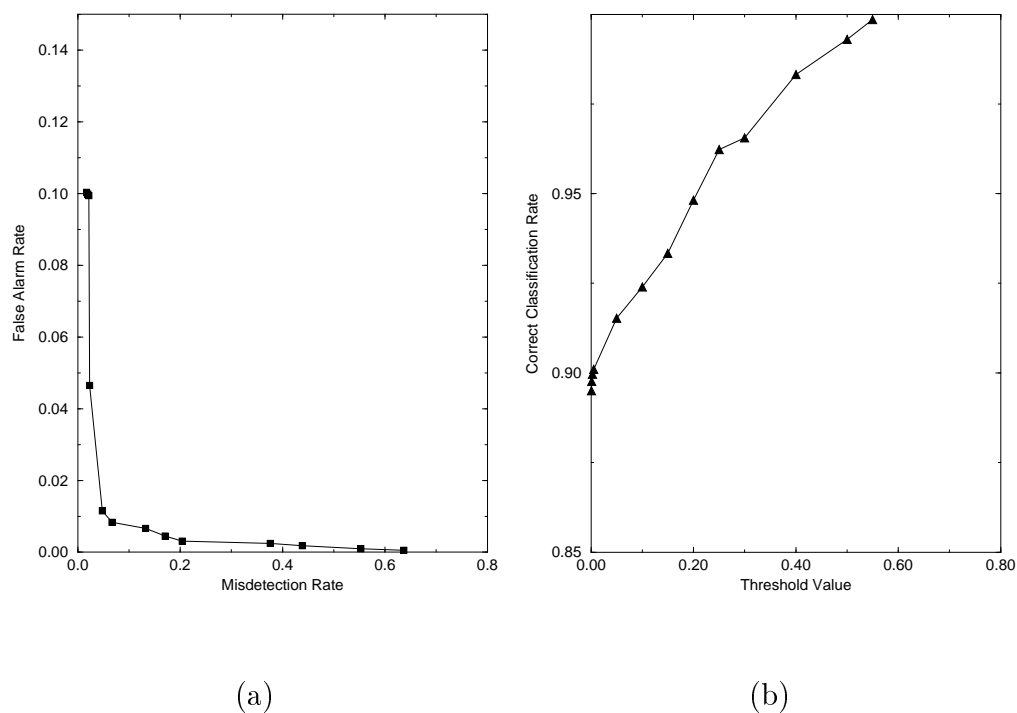 0.14
0.12
0.10
0.08
0.06
0.04
0.02
0.00
False Alarm Rate
0.0 0.2 0.4 0.6 0.8
Misdetection Rate
(a)
0.95
0.90
0.85
Correct Classification Rate
0.00 0.20 0.40 0.60 0.80
Threshold Value
(b)